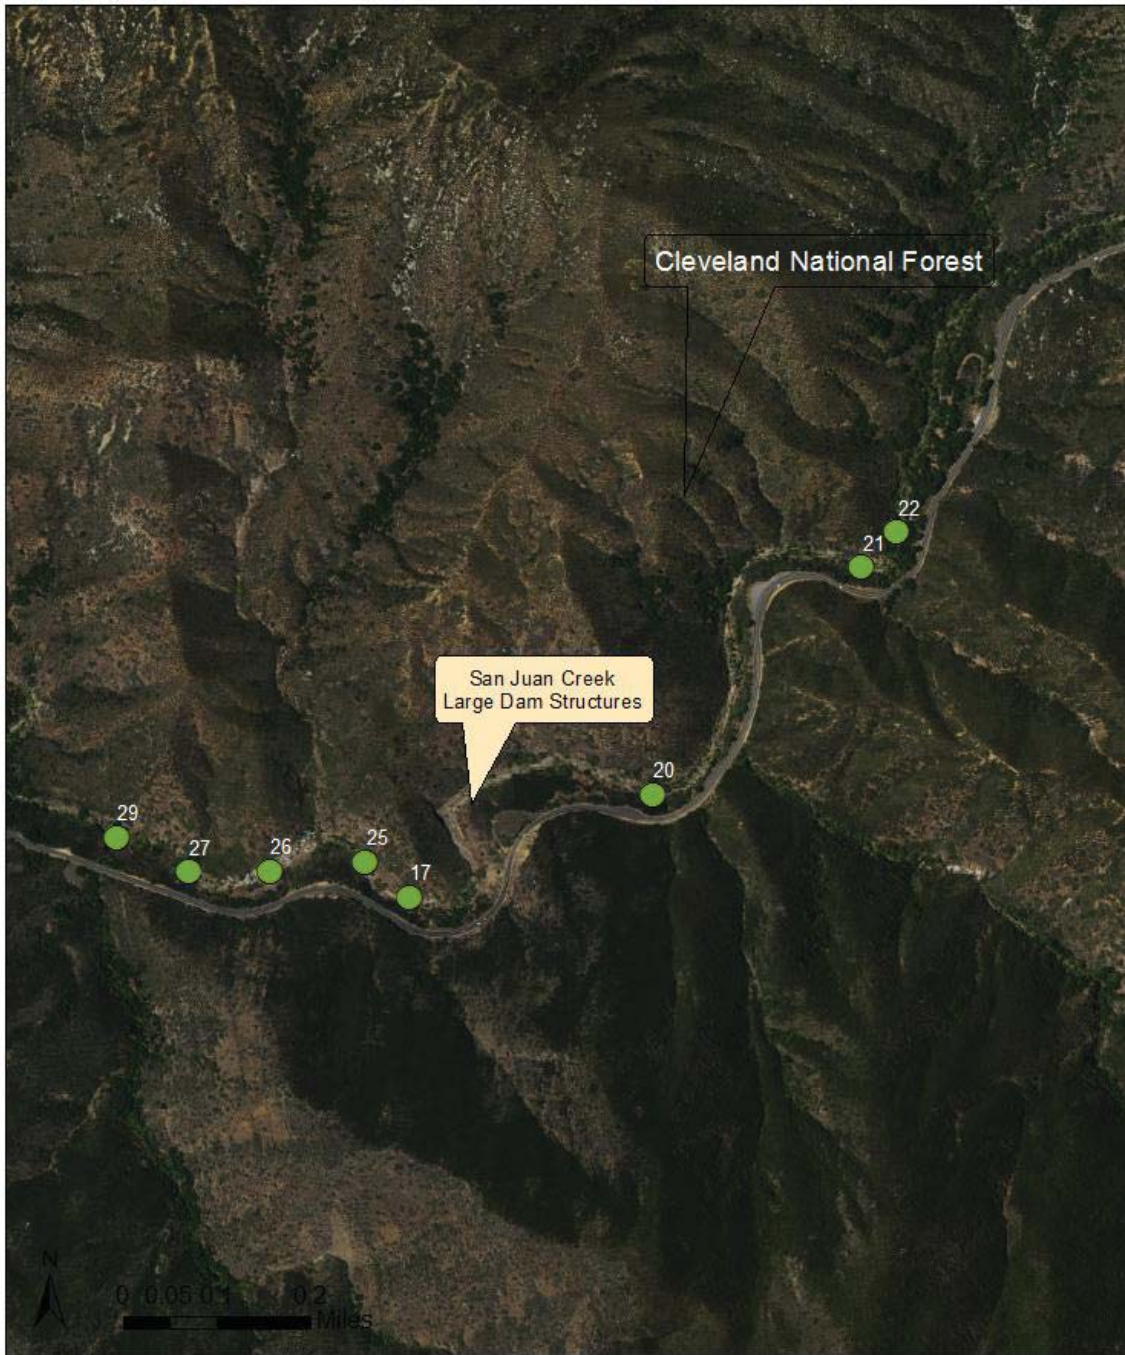 Cleveland National Forest
22
21
San Juan Creek
Large Dam Structures
20
29
27
26
25
17
N
0 0.05 0.1 0.2
Miles